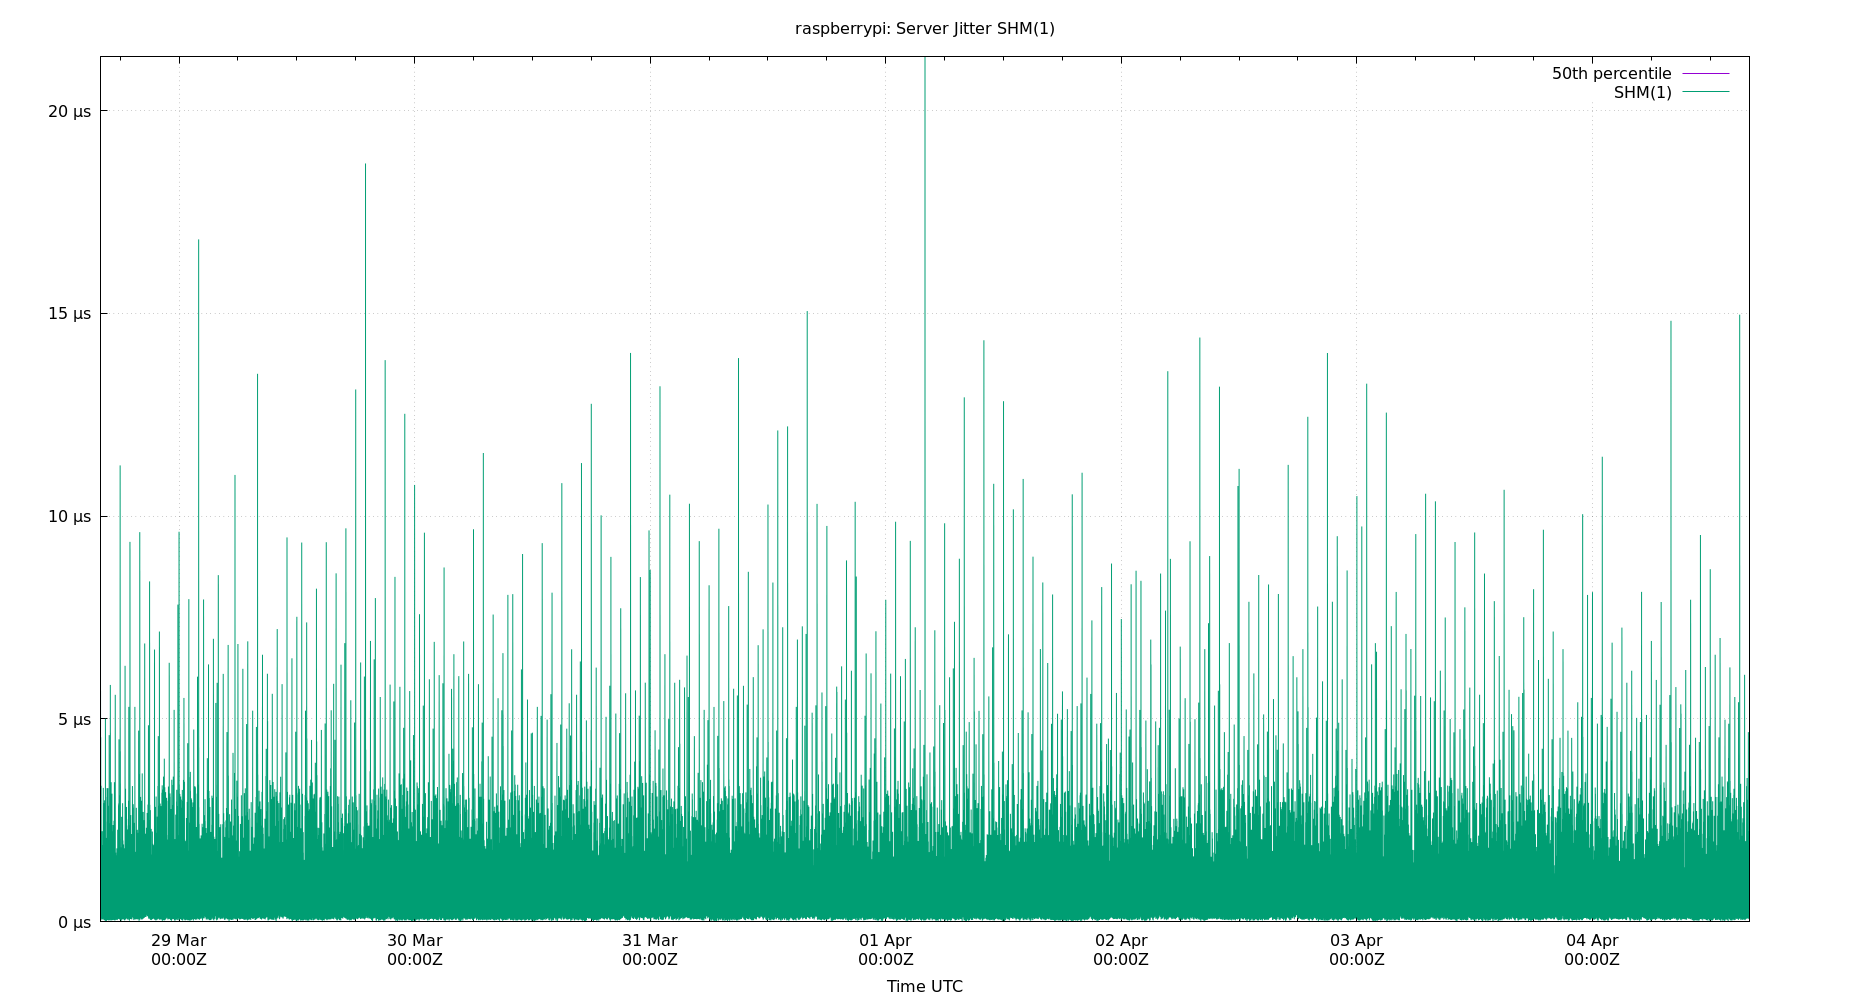 raspberrypi: Server Jitter SHM(1)
50th percentile
SHM(1)
20 µs
15 µs
10 µs
5 µs
0 µs
29 Mar 30 Mar 31 Mar 01 Apr 02 Apr 03 Apr 04 Apr
00:00Z 00:00Z 00:00Z 00:00Z 00:00Z 00:00Z 00:00Z
Time UTC